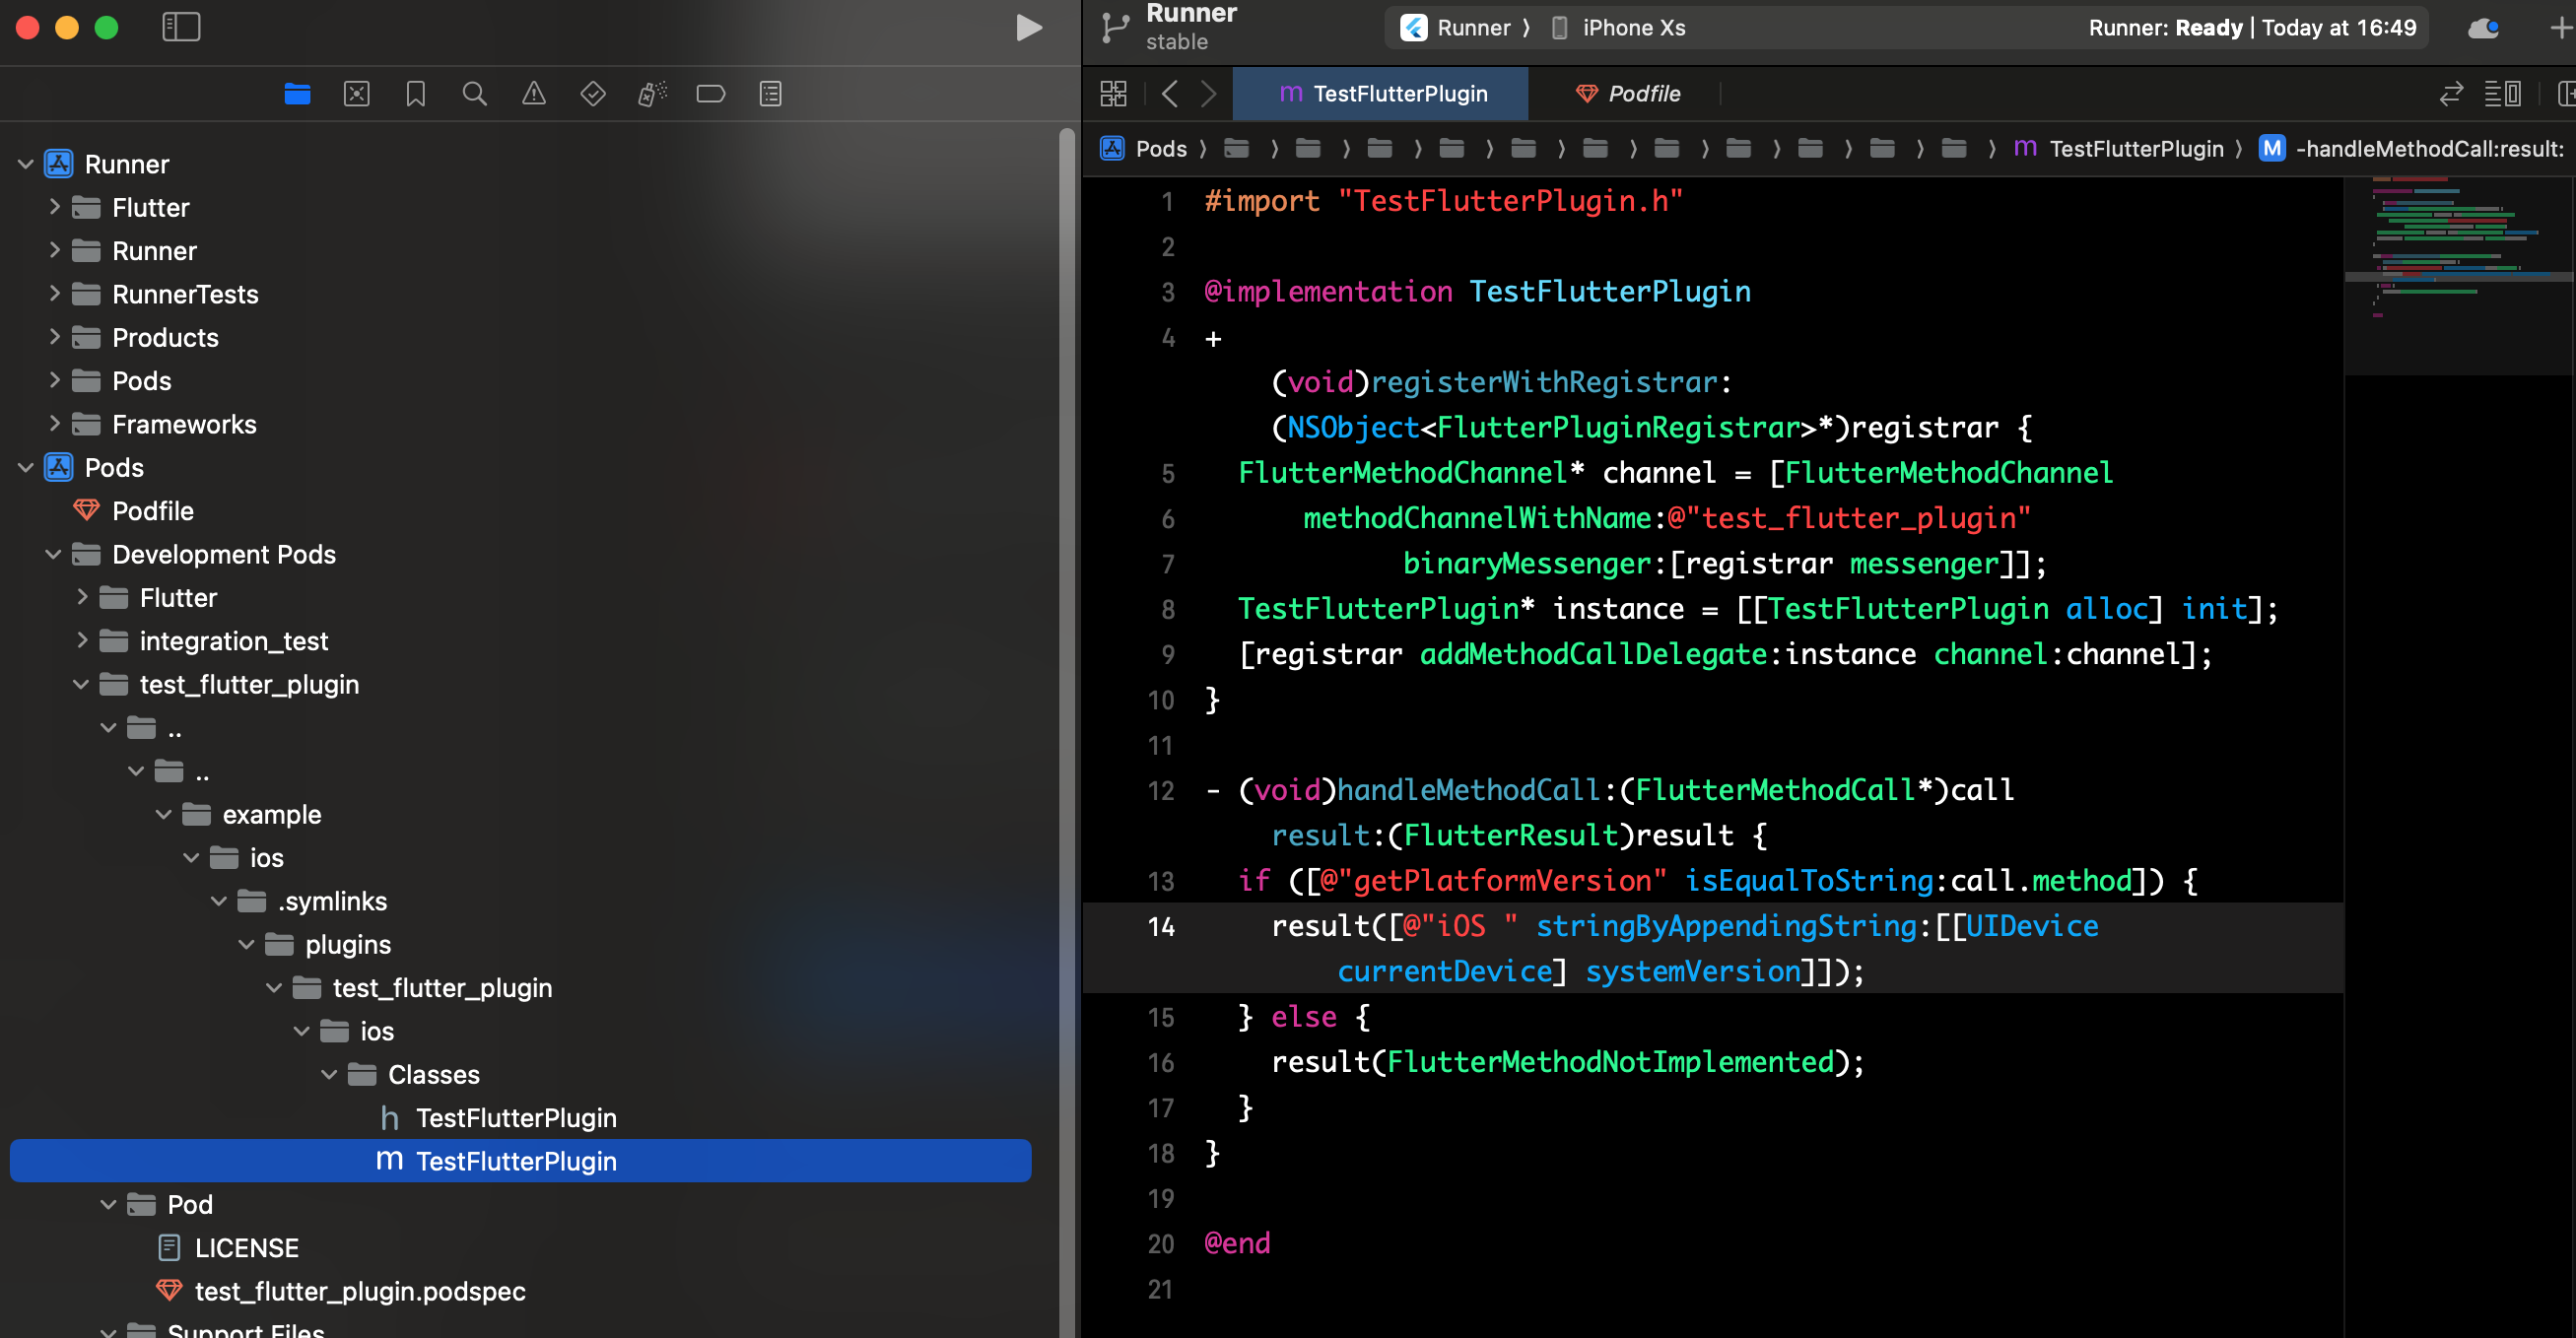 Runner
stable
Runner
iPhone Xs
Runner: Ready | Today at 16:49
TestFlutterPlugin
Podfile
Pods
TestFlutterPlugin
M
-handleMethodCall:result:
Runner
Flutter
Runner
RunnerTests
Products
Pods
Frameworks
Pods
Podfile
Development Pods
Flutter
integration_test
test_flutter_plugin
..
..
example
ios
.symlinks
plugins
test_flutter_plugin
ios
Classes
h TestFlutterPlugin
m TestFlutterPlugin
Pod
LICENSE
test_flutter_plugin.podspec
Support Files
1 #import "TestFlutterPlugin.h"
2
3 @implementation TestFlutterPlugin
4 +
(void)registerWithRegistrar:
(NSObject<FlutterPluginRegistrar>*)registrar {
5 FlutterMethodChannel* channel = [FlutterMethodChannel
6 methodChannelWithName:@"test_flutter_plugin"
7 binaryMessenger:[registrar messenger]];
8 TestFlutterPlugin* instance = [[TestFlutterPlugin alloc] init];
9 [registrar addMethodCallDelegate:instance channel:channel];
10 }
11
12 - (void)handleMethodCall:(FlutterMethodCall*)call
result:(FlutterResult)result {
13 if ([@"getPlatformVersion" isEqualToString:call.method]) {
14 result([@"iOS " stringByAppendingString:[[UIDevice
currentDevice] systemVersion]]);
15 } else {
16 result(FlutterMethodNotImplemented);
17 }
18 }
19
20 @end
21